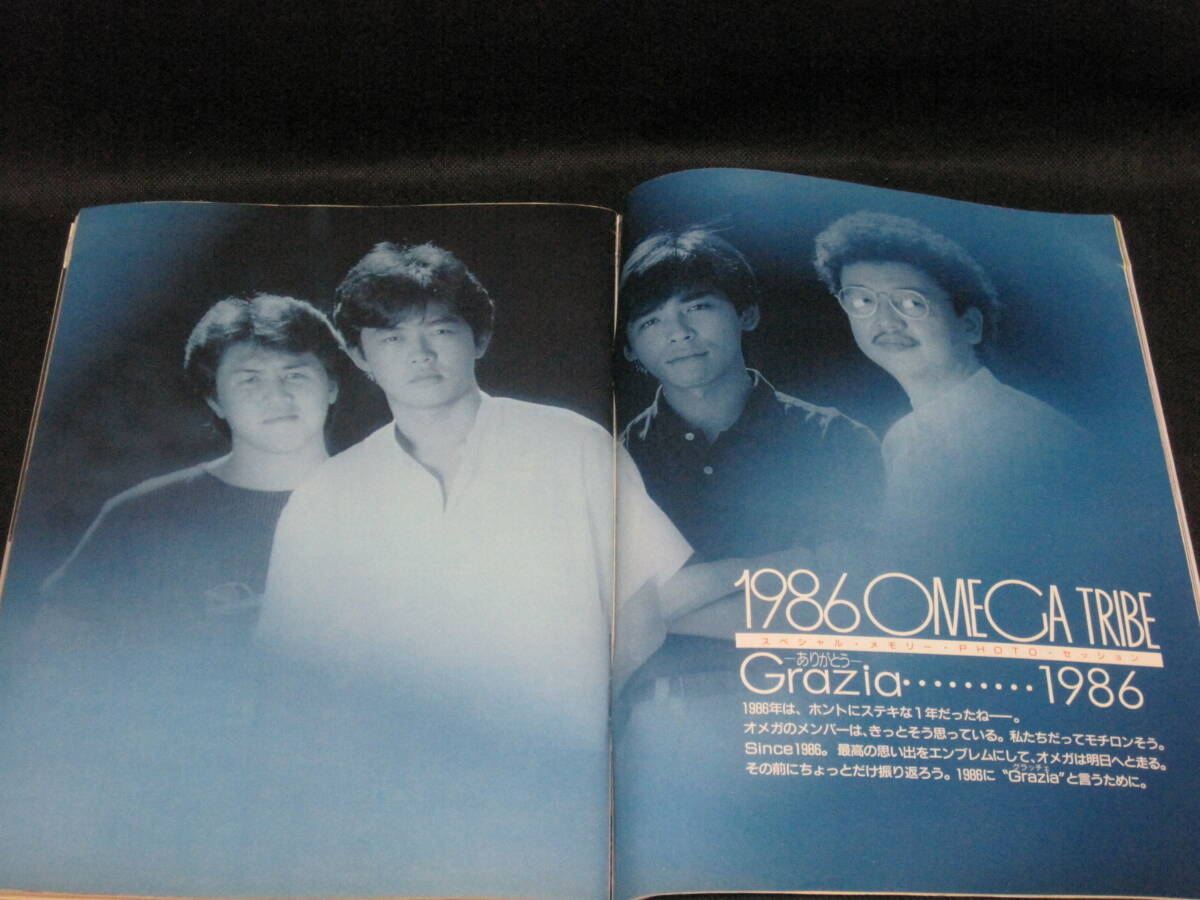 1986 OMEGA TRIBE
スペシャル・メモリー・PHOTO・セッション
―ありがとう―
Grazia………1986
1986年は、ホントにステキな1年だったね――。
オメガのメンバーは、きっとそう思っている。私たちだってモチロンそう。
Since1986。最高の思い出をエンブレムにして、オメガは明日へと走る。
グラッチェ
その前にちょっとだけ振り返ろう。1986に“Grazia”と言うために。